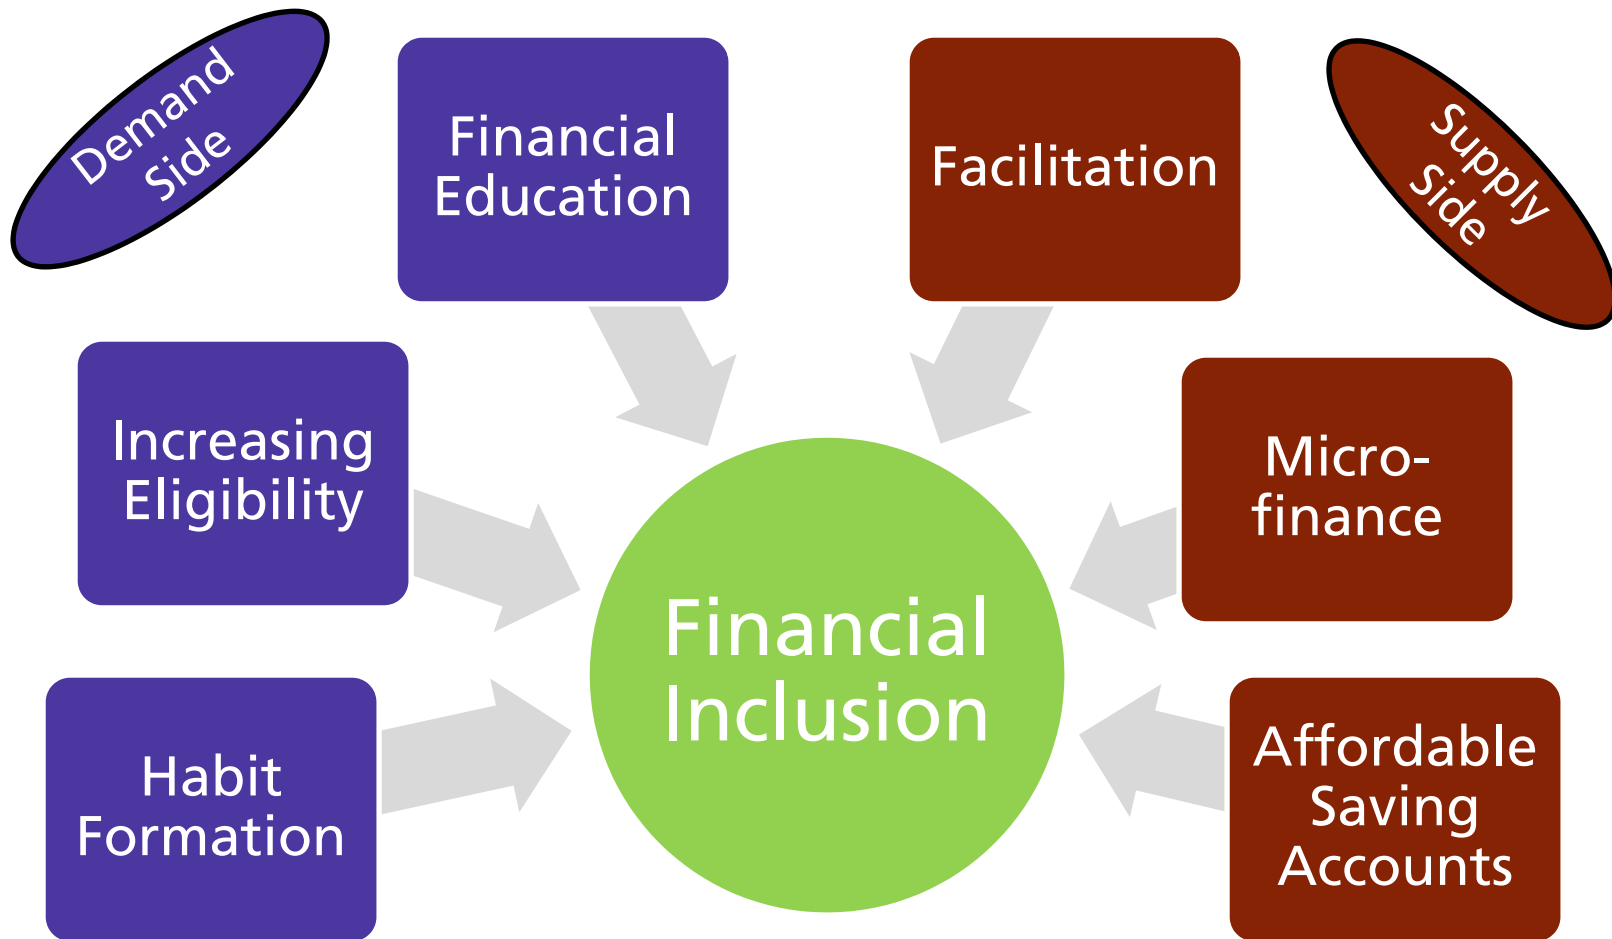 Demand
Side
Financial
Education
Facilitation
Supply
Side
Increasing
Eligibility
Micro-
finance
Financial
Inclusion
Habit
Formation
Affordable
Saving
Accounts